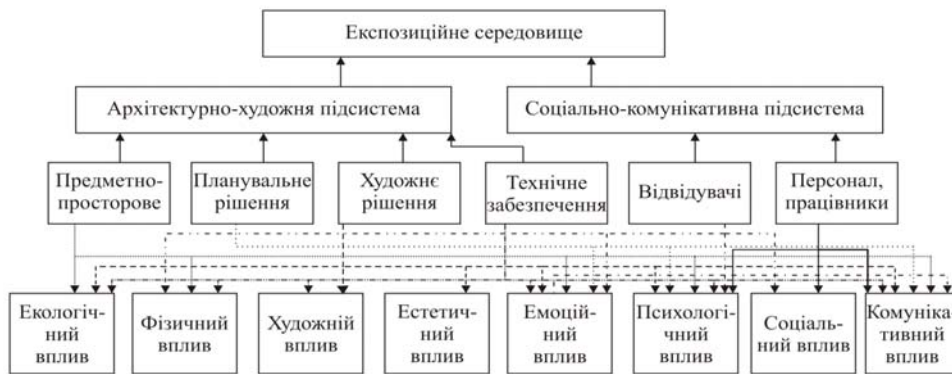 Експозиційне середовище
Архітектурно-художня підсистема
Соціально-комунікативна підсистема
Предметно-
просторове
Планувальне
рішення
Художнє
рішення
Технічне
забезпечення
Відвідувачі
Персонал,
працівники
Екологіч-
ний
вплив
Фізичний
вплив
Художній
вплив
Естетич-
ний вплив
Емоцій-
ний
вплив
Психологі-
чний
вплив
Соціаль-
ний вплив
Комуніка-
тивний
вплив